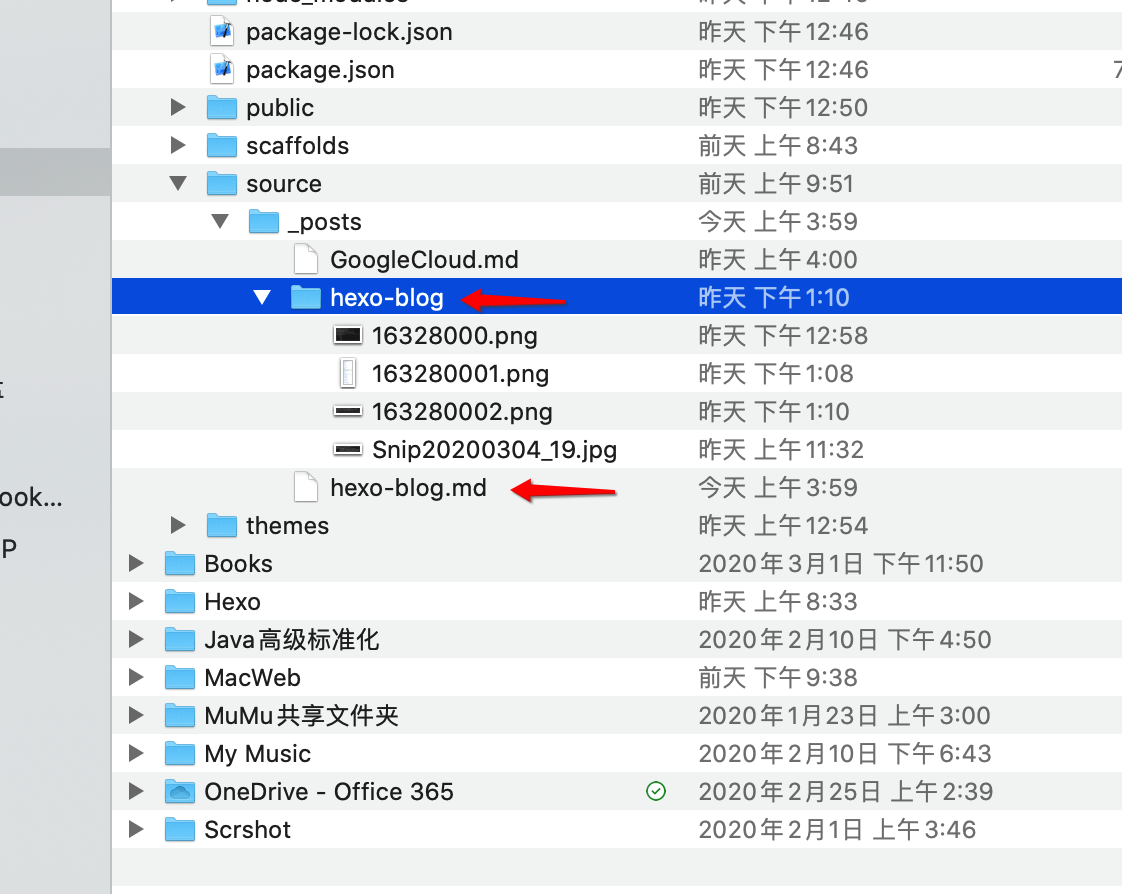 package-lock.json 昨天 下午12:46
package.json 昨天 下午12:46 7
public 昨天 下午12:50
scaffolds 前天 上午8:43
source 前天 上午9:51
_posts 今天 上午3:59
GoogleCloud.md 昨天 上午4:00
hexo-blog 昨天 下午1:10
16328000.png 昨天 下午12:58
163280001.png 昨天 下午1:08
163280002.png 昨天 下午1:10
Snip20200304_19.jpg 昨天 上午11:32
ook... hexo-blog.md 今天 上午3:59
P themes 昨天 上午12:54
Books 2020年3月1日 下午11:50
Hexo 昨天 上午8:33
Java高级标准化 2020年2月10日 下午4:50
MacWeb 前天 下午9:38
MuMu共享文件夹 2020年1月23日 上午3:00
My Music 2020年2月10日 下午6:43
OneDrive - Office 365 2020年2月25日 上午2:39
Scrshot 2020年2月1日 上午3:46